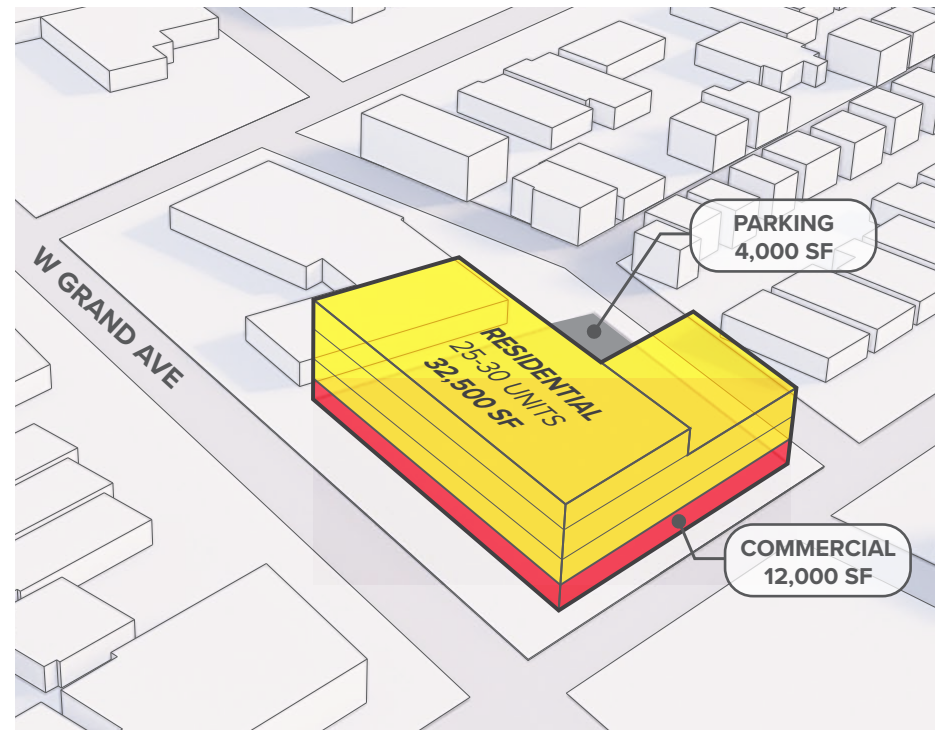 PARKING
4,000 SF
W GRAND AVE
RESIDENTIAL
25-30 UNITS
32,500 SF
COMMERCIAL
12,000 SF